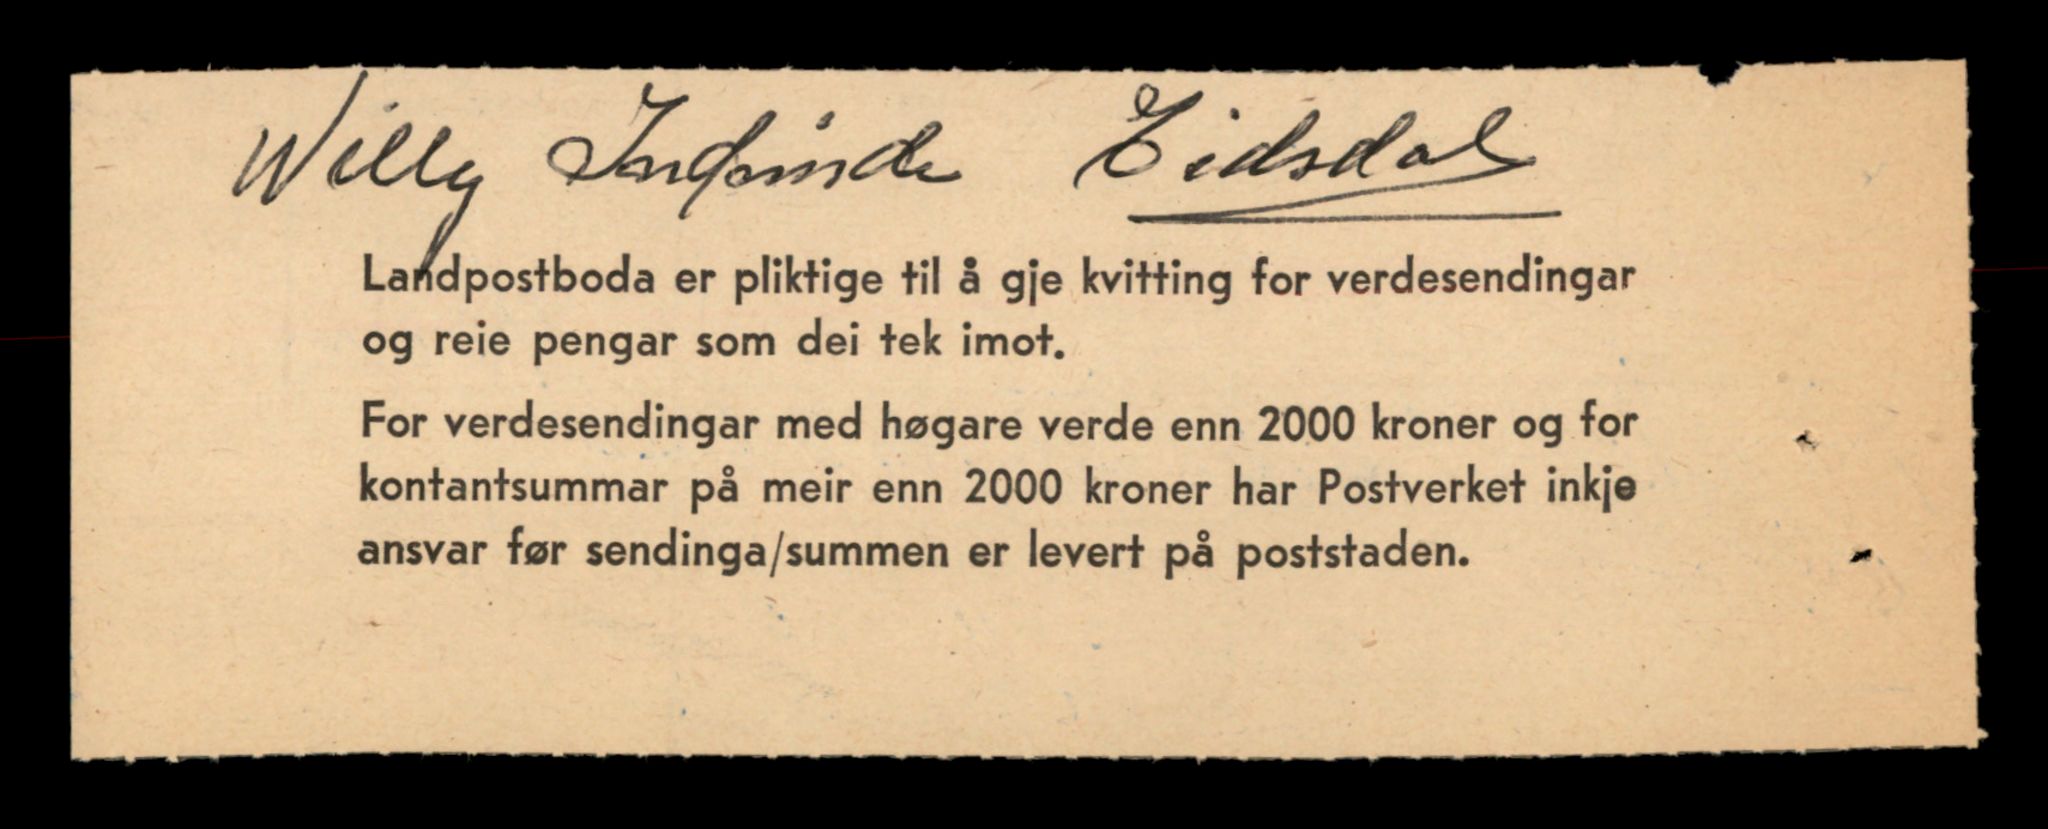 Willy Eidsdal
Landpostboda er pliktige til å gje kvitting for verdesendingar
og reie pengar som dei tek imot.
For verdesendingar med høgare verde enn 2000 kroner og for
kontantsummar på meir enn 2000 kroner har Postverket inkje
ansvar før sendinga/summen er levert på poststaden.